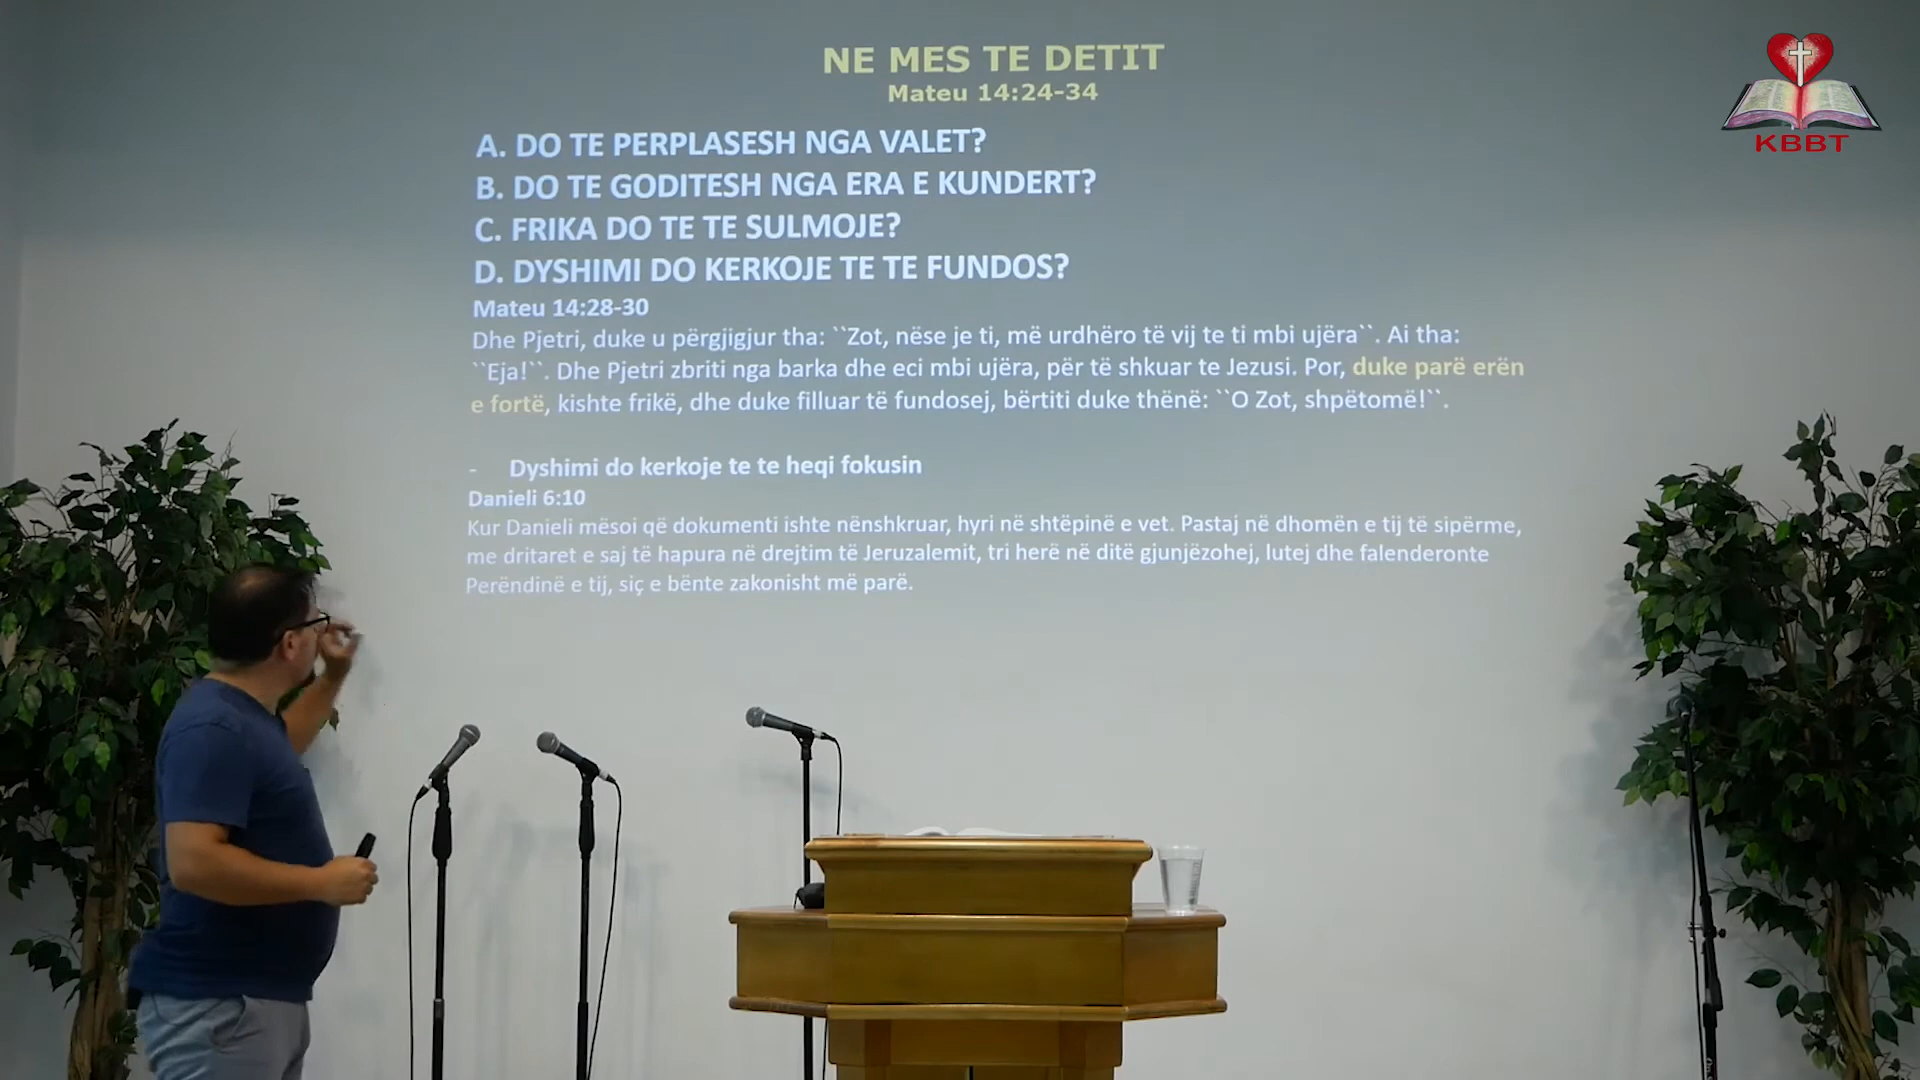 NE MES TE DETIT
Mateu 14:24-34
A. DO TE PERPLASESH NGA VALET?
B. DO TE GODITESH NGA ERA E KUNDERT?
C. FRIKA DO TE TE SULMOJE?
D. DYSHIMI DO KERKOJE TE TE FUNDOS?
Mateu 14:28-30
Dhe Pjetri, duke u përgjigjur tha: ``Zot, nëse je ti, më urdhëro të vij te ti mbi ujëra``. Ai tha:
``Eja!``. Dhe Pjetri zbriti nga barka dhe eci mbi ujëra, për të shkuar te Jezusi. Por, duke parë erën
e fortë, kishte frikë, dhe duke filluar të fundosej, bërtiti duke thënë: ``O Zot, shpëtomë!``.
- Dyshimi do kerkoje te te heqi fokusin
Danieli 6:10
Kur Danieli mësoi që dokumenti ishte nënshkruar, hyri në shtëpinë e vet. Pastaj në dhomën e tij të sipërme,
me dritaret e saj të hapura në drejtim të Jeruzalemit, tri herë në ditë gjunjëzohej, lutej dhe falenderonte
Perëndinë e tij, siç e bënte zakonisht më parë.
KBBT